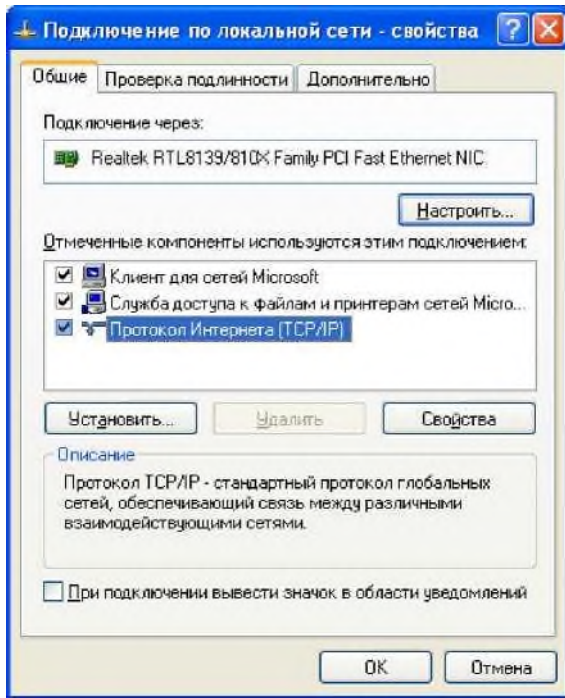 Подключение по локальной сети - свойства
Общие Проверка подлинности Дополнительно
Подключение через:
Realtek RTL8139/810X Family PCI Fast Ethernet NIC
Настроить...
Отмеченные компоненты используются этим подключением:
Клиент для сетей Microsoft
Служба доступа к файлам и принтерам сетей Micro...
Протокол Интернета (TCP/IP)
Установить... Удалить Свойства
Описание
Протокол TCP/IP - стандартный протокол глобальных
сетей, обеспечивающий связь между различными
взаимодействующими сетями.
При подключении вывести значок в области уведомлений
OK Отмена